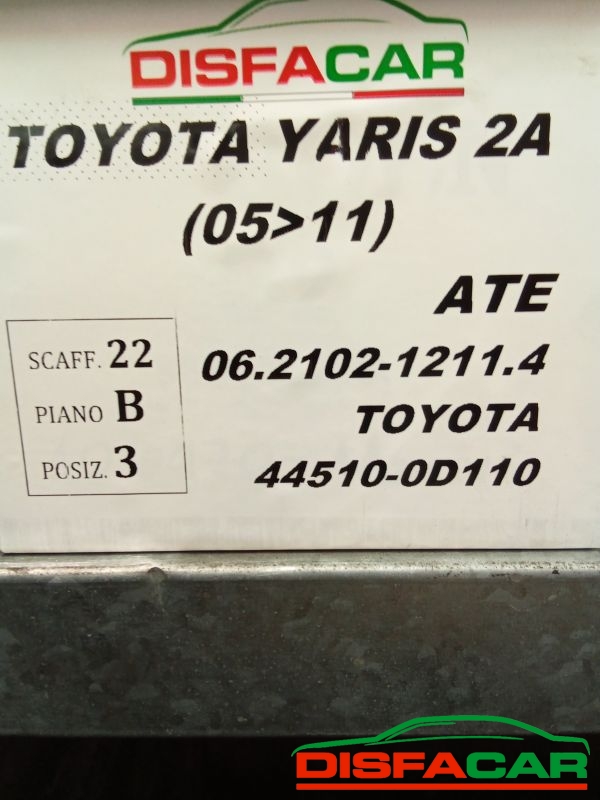 DISFACAR
TOYOTA YARIS 2A
(05>11)
ATE
06.2102-1211.4
TOYOTA
44510-0D110
SCAFF. 22
PIANO B
POSIZ. 3
DISFACAR